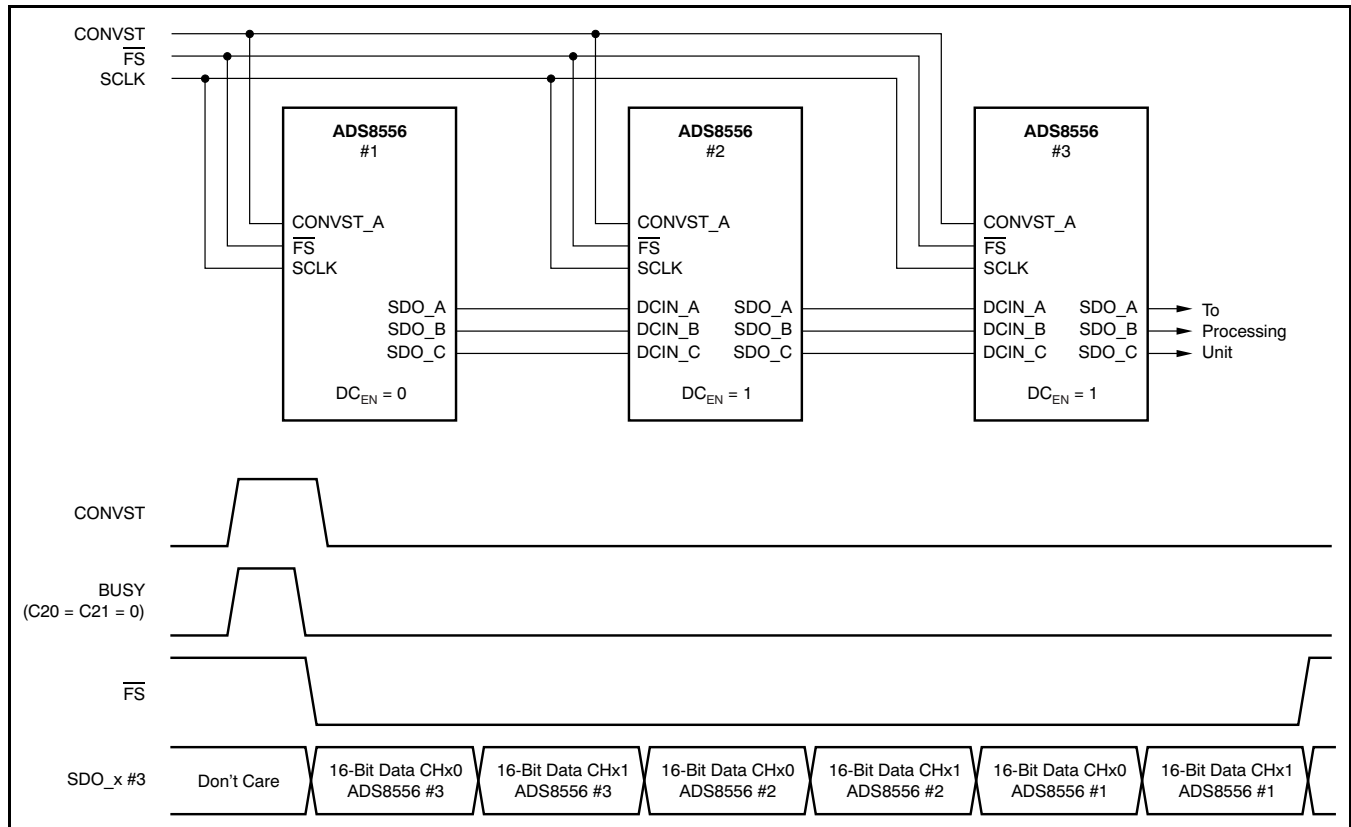 CONVST
FS
SCLK
ADS8556
#1
ADS8556
#2
ADS8556
#3
CONVST_A
FS
SCLK
CONVST_A
FS
SCLK
CONVST_A
FS
SCLK
SDO_A
SDO_B
SDO_C
DCIN_A SDO_A
DCIN_B SDO_B
DCIN_C SDO_C
DCIN_A SDO_A
DCIN_B SDO_B
DCIN_C SDO_C
To
Processing
Unit
DCEN = 0
DCEN = 1
DCEN = 1
CONVST
BUSY
(C20 = C21 = 0)
FS
SDO_x #3
Don't Care
16-Bit Data CHx0
ADS8556 #3
16-Bit Data CHx1
ADS8556 #3
16-Bit Data CHx0
ADS8556 #2
16-Bit Data CHx1
ADS8556 #2
16-Bit Data CHx0
ADS8556 #1
16-Bit Data CHx1
ADS8556 #1